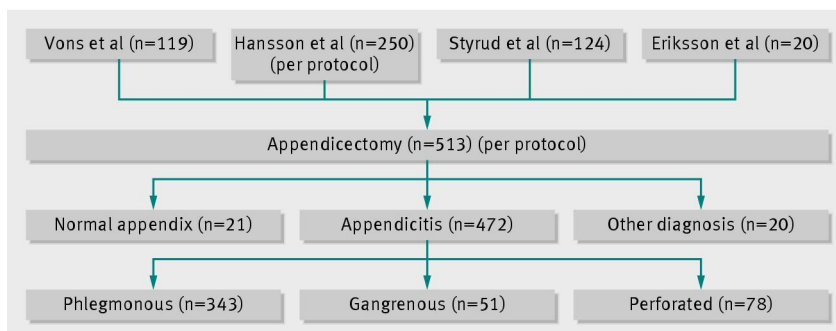 Vons et al (n=119)
Hansson et al (n=250)
(per protocol)
Styrud et al (n=124)
Eriksson et al (n=20)
Appendicectomy (n=513) (per protocol)
Normal appendix (n=21)
Appendicitis (n=472)
Other diagnosis (n=20)
Phlegmonous (n=343)
Gangrenous (n=51)
Perforated (n=78)